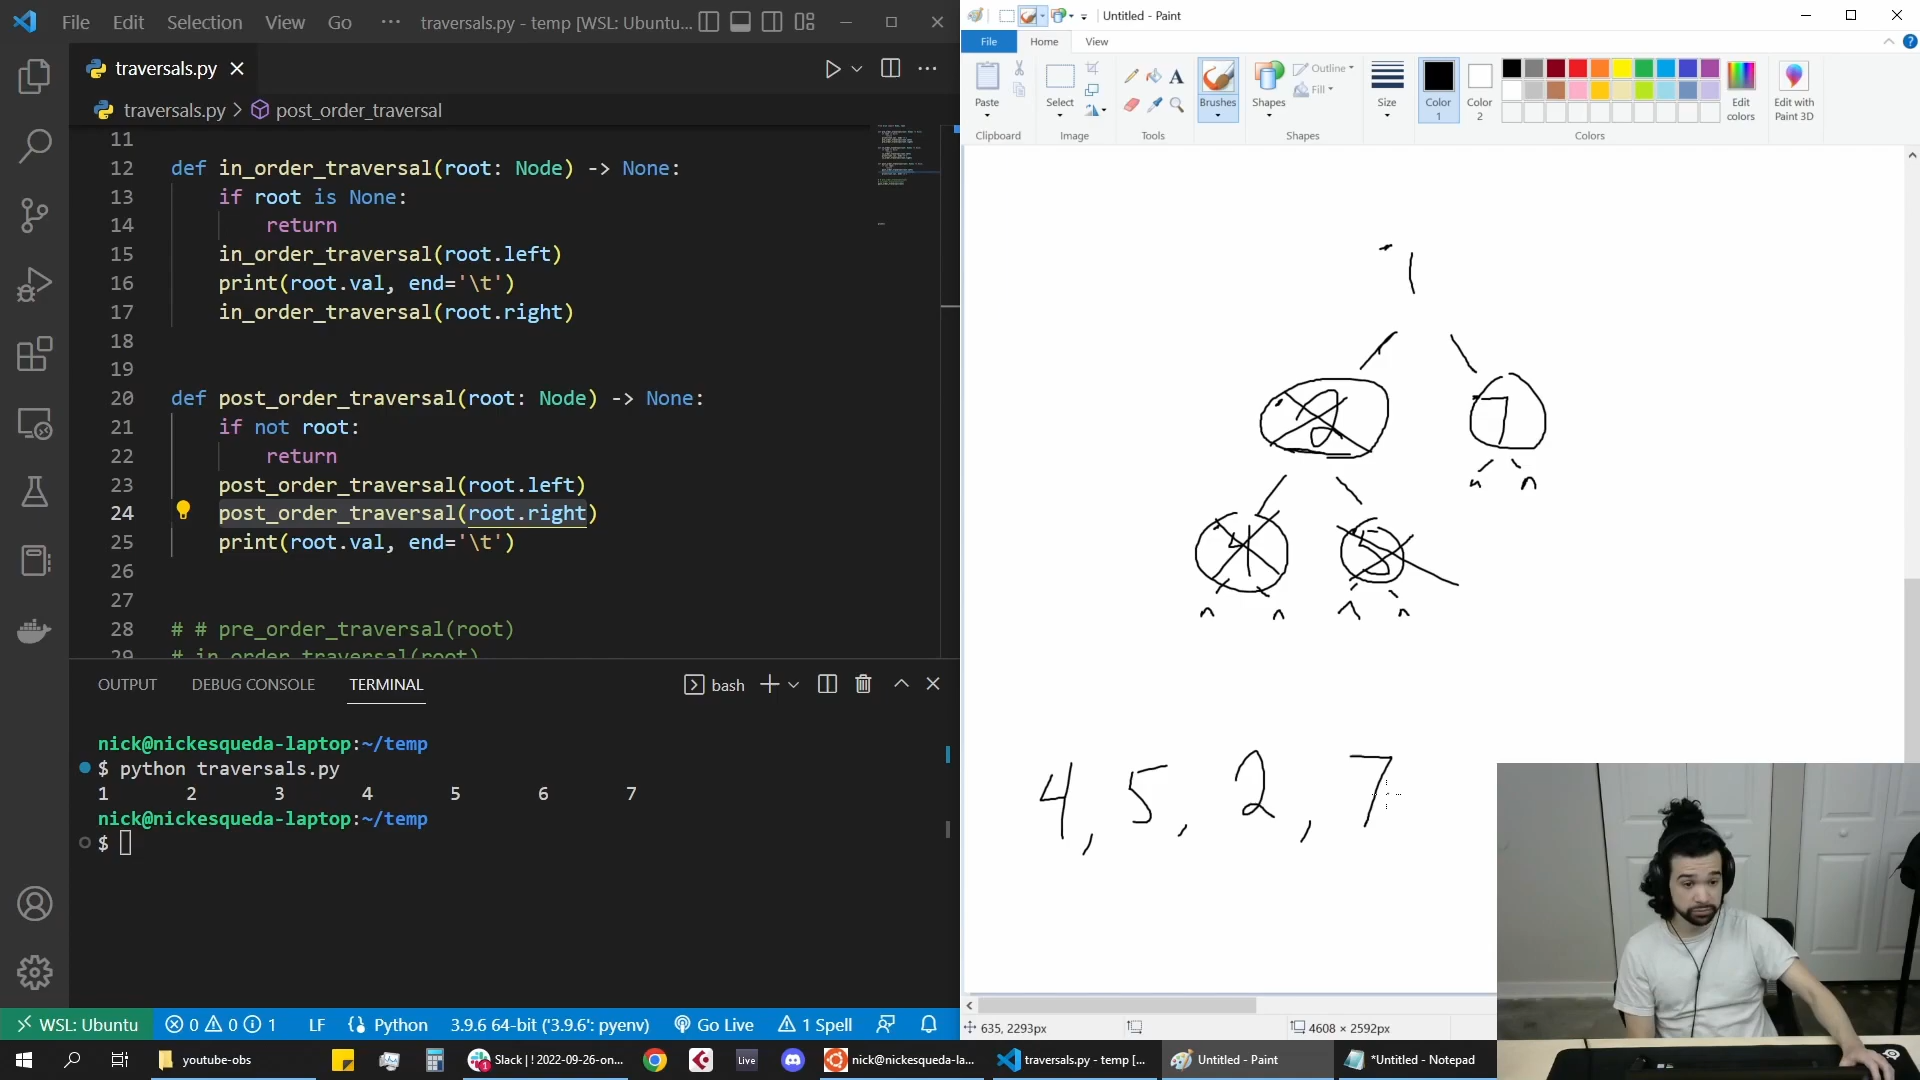 File Edit Selection View Go ··· traversals.py - temp [WSL: Ubuntu...
traversals.py
traversals.py > post_order_traversal
11
12 def in_order_traversal(root: Node) -> None:
13 if root is None:
14 return
15 in_order_traversal(root.left)
16 print(root.val, end='\t')
17 in_order_traversal(root.right)
18
19
20 def post_order_traversal(root: Node) -> None:
21 if not root:
22 return
23 post_order_traversal(root.left)
24 post_order_traversal(root.right)
25 print(root.val, end='\t')
26
27
28 # # pre_order_traversal(root)
29 # in_order_traversal(root)
OUTPUT DEBUG CONSOLE TERMINAL bash
nick@nickesqueda-laptop:~/temp
$ python traversals.py
1 2 3 4 5 6 7
nick@nickesqueda-laptop:~/temp
$
WSL: Ubuntu 0 0 1 LF Python 3.9.6 64-bit ('3.9.6': pyenv) Go Live 1 Spell
Untitled - Paint
File Home View
Paste Select Brushes Shapes Outline Fill Size Color 1 Color 2 Edit colors Edit with Paint 3D
Clipboard Image Tools Shapes Colors
1
2 7
n n
4 5
n n n n
4, 5, 2, 7
635, 2293px 4608 × 2592px
youtube-obs Slack | ! 2022-09-26-on... Live nick@nickesqueda-la... traversals.py - temp [... Untitled - Paint *Untitled - Notepad